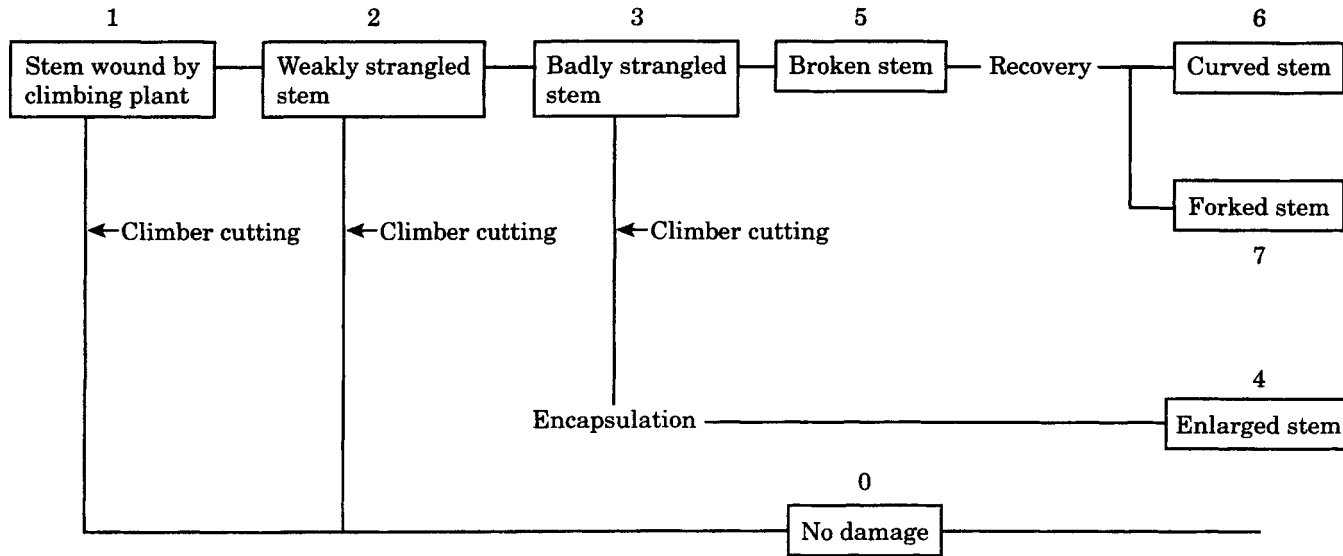 1
2
3
5
6
Stem wound by
climbing plant
Weakly strangled
stem
Badly strangled
stem
Broken stem
Recovery
Curved stem
Forked stem
7
Climber cutting
Climber cutting
Climber cutting
4
Encapsulation
Enlarged stem
0
No damage